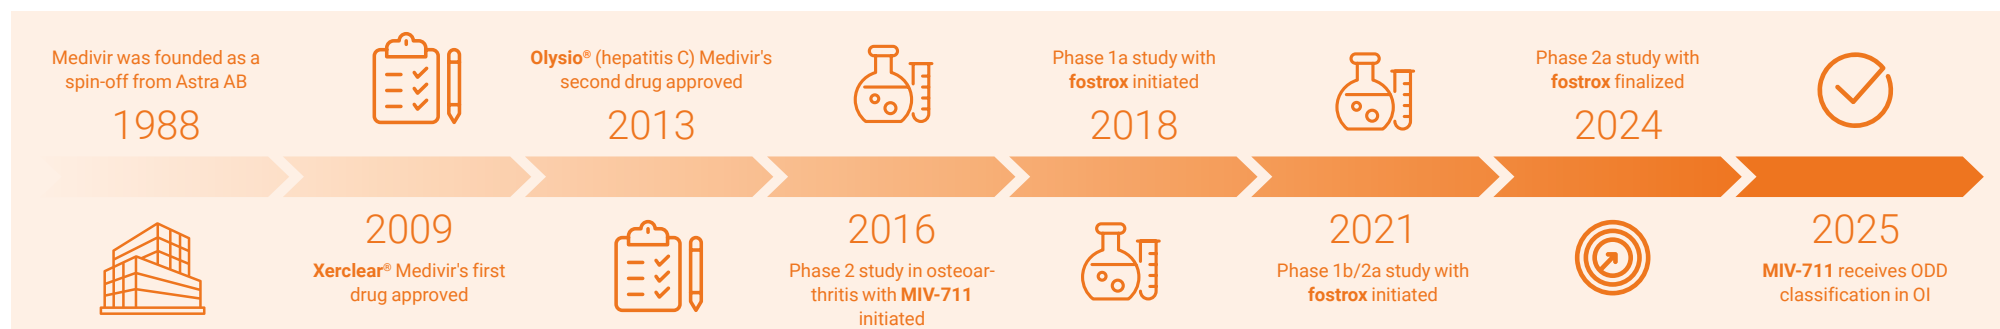 Medivir was founded as a
spin-off from Astra AB
1988
2009
Xerclear® Medivir's first
drug approved
Olysio® (hepatitis C) Medivir's
second drug approved
2013
2016
Phase 2 study in osteoar-
thritis with MIV-711
initiated
Phase 1a study with
fostrox initiated
2018
2021
Phase 1b/2a study with
fostrox initiated
Phase 2a study with
fostrox finalized
2024
2025
MIV-711 receives ODD
classification in OI